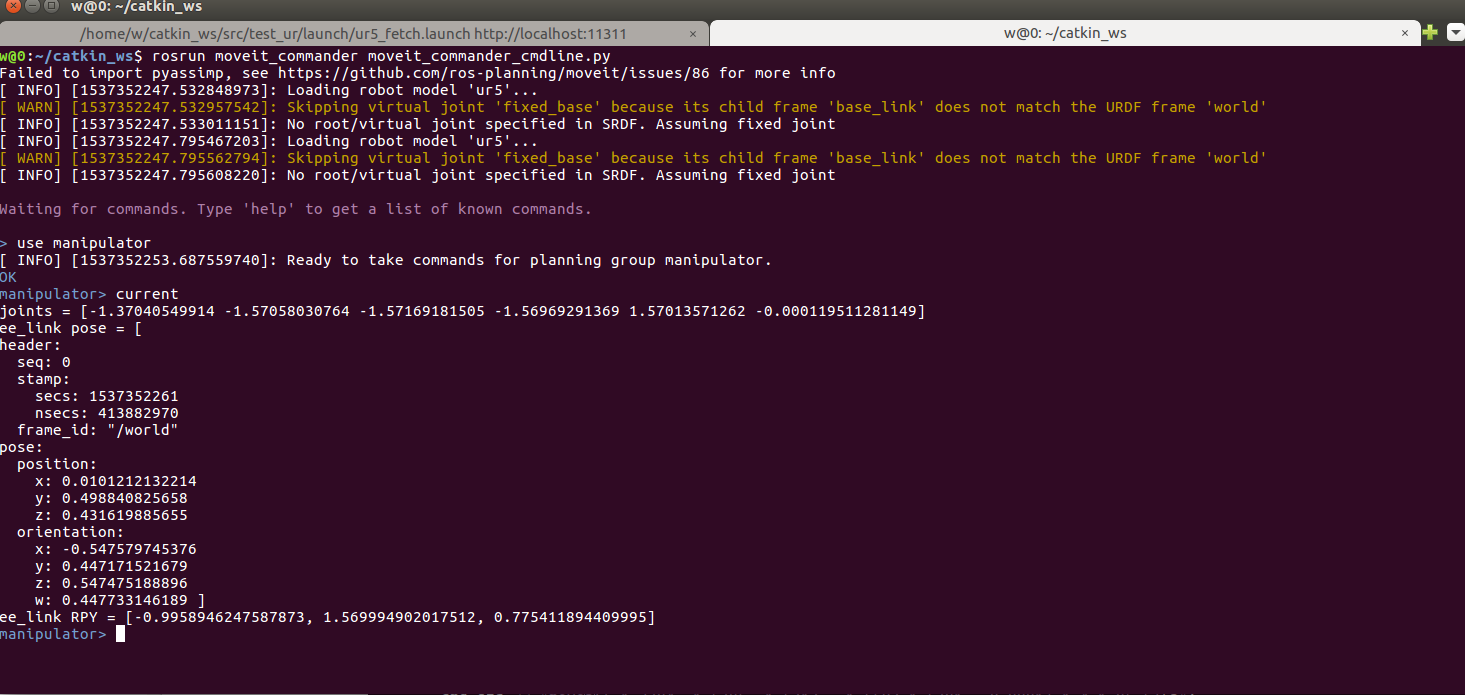 w@0: ~/catkin_ws
/home/w/catkin_ws/src/test_ur/launch/ur5_fetch.launch http://localhost:11311 × w@0: ~/catkin_ws ×
w@0:~/catkin_ws$ rosrun moveit_commander moveit_commander_cmdline.py
Failed to import pyassimp, see https://github.com/ros-planning/moveit/issues/86 for more info
[ INFO] [1537352247.532848973]: Loading robot model 'ur5'...
[ WARN] [1537352247.532957542]: Skipping virtual joint 'fixed_base' because its child frame 'base_link' does not match the URDF frame 'world'
[ INFO] [1537352247.533011151]: No root/virtual joint specified in SRDF. Assuming fixed joint
[ INFO] [1537352247.795467203]: Loading robot model 'ur5'...
[ WARN] [1537352247.795562794]: Skipping virtual joint 'fixed_base' because its child frame 'base_link' does not match the URDF frame 'world'
[ INFO] [1537352247.795608220]: No root/virtual joint specified in SRDF. Assuming fixed joint
Waiting for commands. Type 'help' to get a list of known commands.
> use manipulator
[ INFO] [1537352253.687559740]: Ready to take commands for planning group manipulator.
OK
manipulator> current
joints = [-1.37040549914 -1.57058030764 -1.57169181505 -1.56969291369 1.57013571262 -0.000119511281149]
ee_link pose = [
header:
  seq: 0
  stamp:
    secs: 1537352261
    nsecs: 413882970
  frame_id: "/world"
pose:
  position:
    x: 0.0101212132214
    y: 0.498840825658
    z: 0.431619885655
  orientation:
    x: -0.547579745376
    y: 0.447171521679
    z: 0.547475188896
    w: 0.447733146189 ]
ee_link RPY = [-0.9958946247587873, 1.569994902017512, 0.775411894409995]
manipulator>